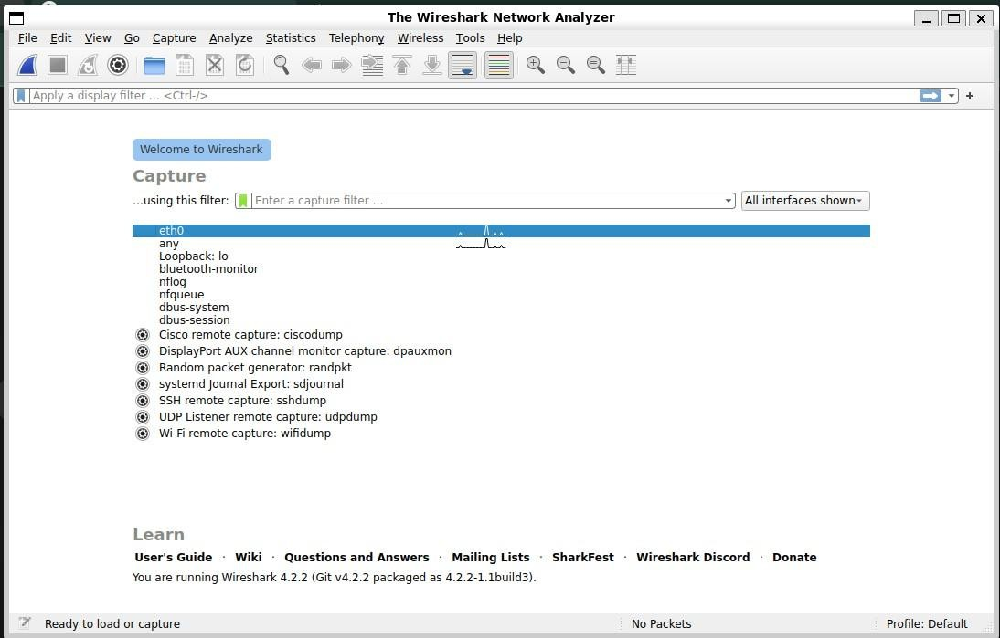 The Wireshark Network Analyzer
File Edit View Go Capture Analyze Statistics Telephony Wireless Tools Help
Apply a display filter … <Ctrl-/>
+
Welcome to Wireshark
Capture
…using this filter: Enter a capture filter … All interfaces shown
eth0
any
Loopback: lo
bluetooth-monitor
nflog
nfqueue
dbus-system
dbus-session
Cisco remote capture: ciscodump
DisplayPort AUX channel monitor capture: dpauxmon
Random packet generator: randpkt
systemd Journal Export: sdjournal
SSH remote capture: sshdump
UDP Listener remote capture: udpdump
Wi-Fi remote capture: wifidump
Learn
User's Guide · Wiki · Questions and Answers · Mailing Lists · SharkFest · Wireshark Discord · Donate
You are running Wireshark 4.2.2 (Git v4.2.2 packaged as 4.2.2-1.1build3).
Ready to load or capture No Packets Profile: Default